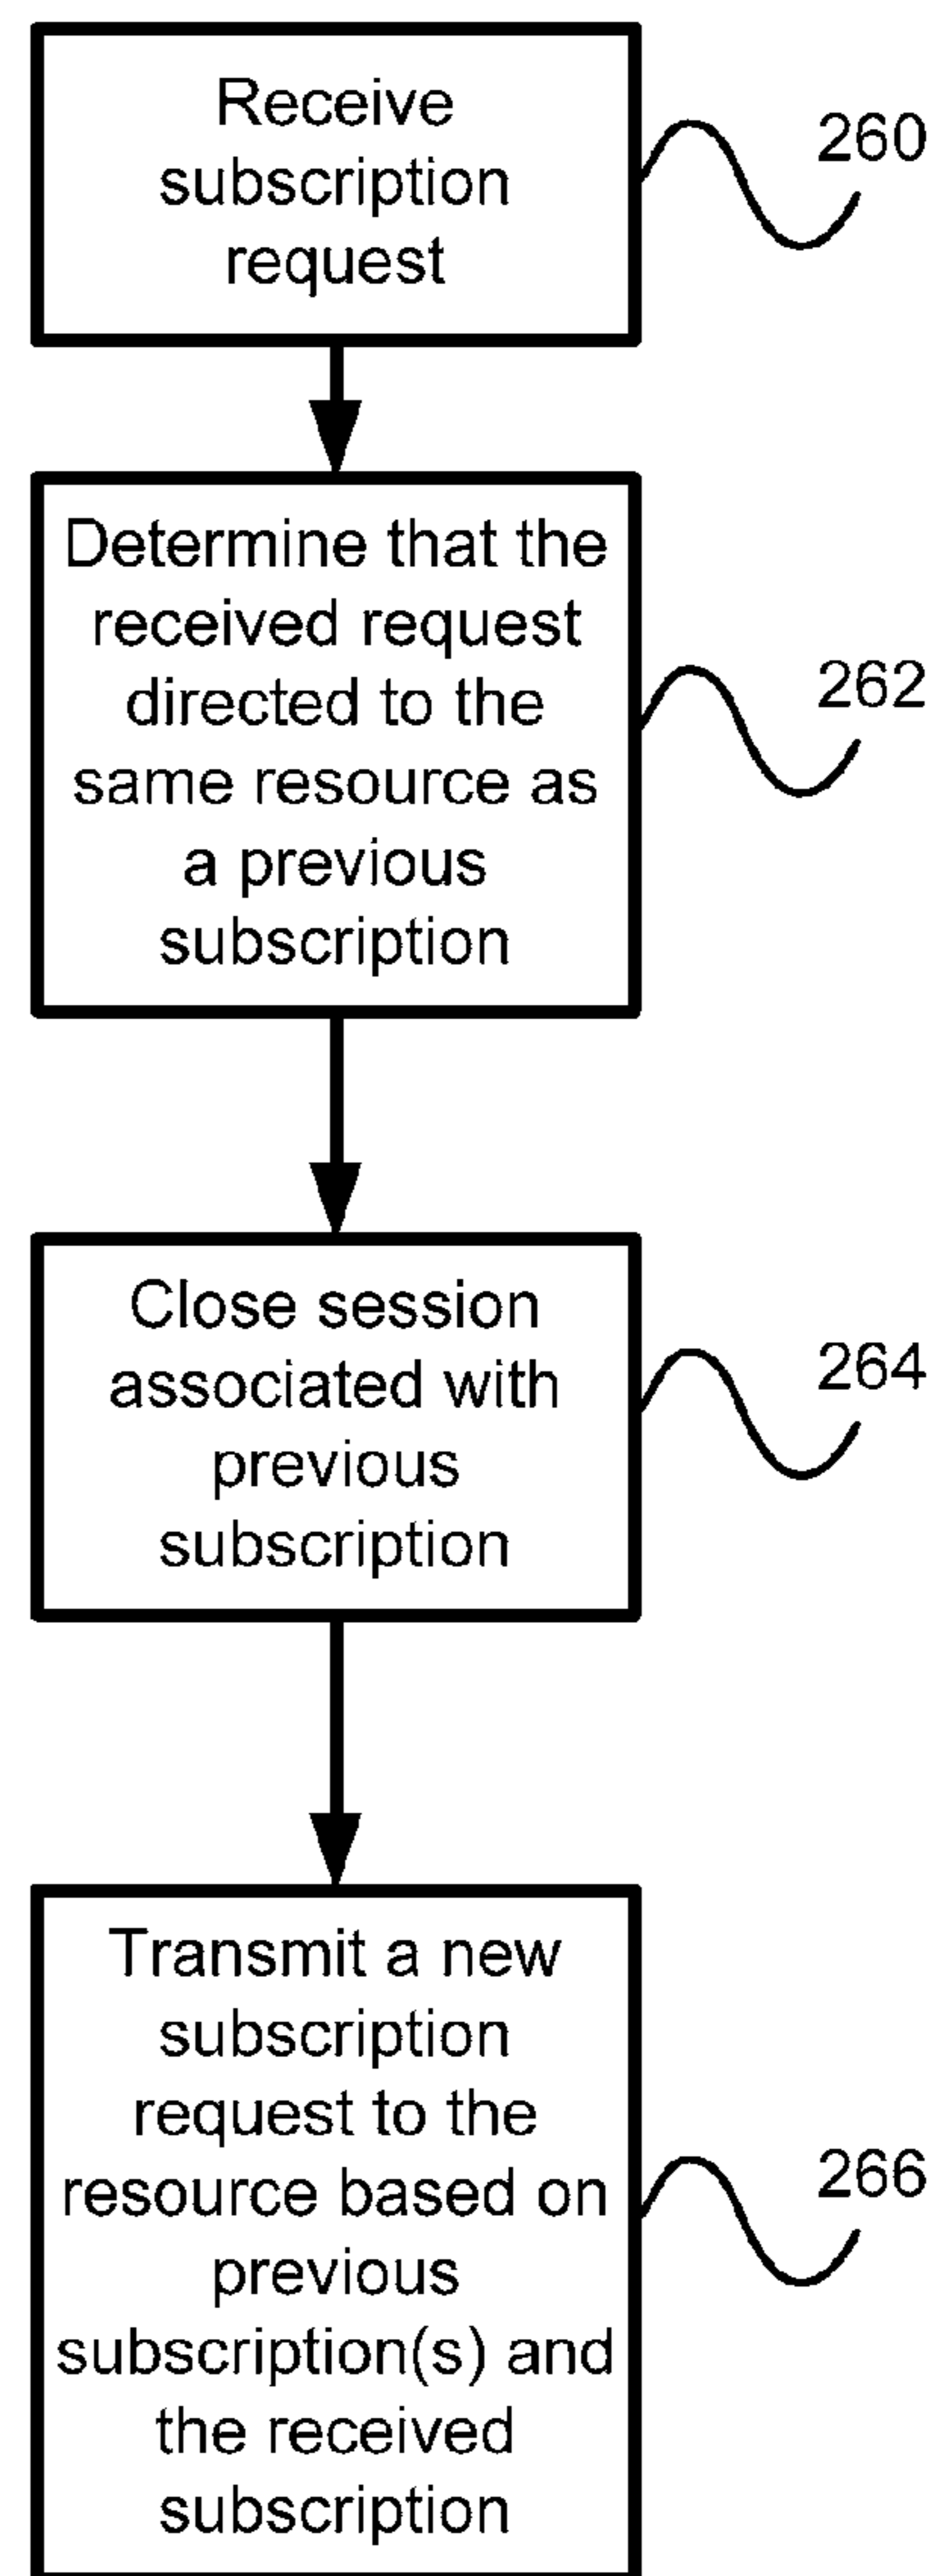 Receive
subscription
request
260
Determine that the
received request
directed to the
same resource as
a previous
subscription
262
Close session
associated with
previous
subscription
264
Transmit a new
subscription
request to the
resource based on
previous
subscription(s) and
the received
subscription
266